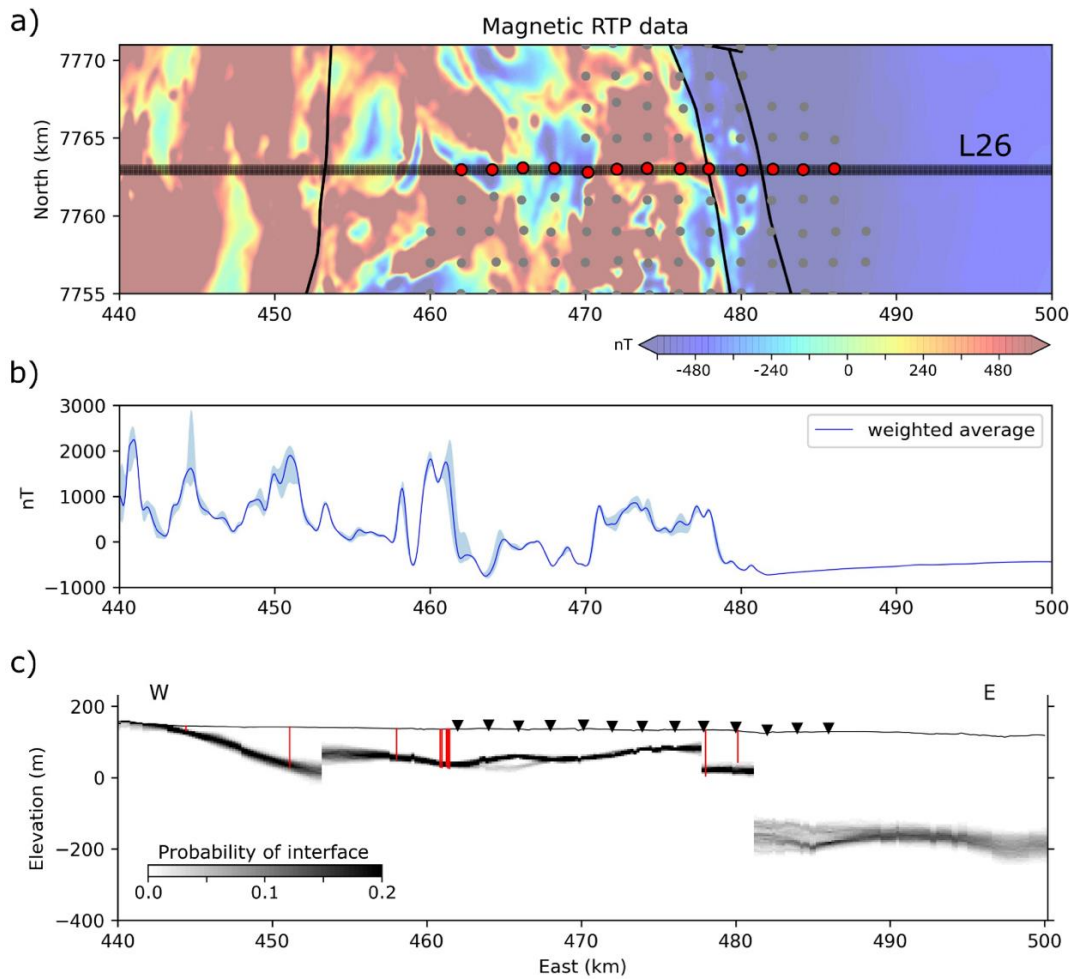 a)
Magnetic RTP data
7770
7765
7760
7755
North (km)
L26
440 450 460 470 480 490 500
nT
-480 -240 0 240 480
b)
3000
2000
1000
0
−1000
nT
weighted average
440 450 460 470 480 490 500
c)
W E
200
0
−200
−400
Elevation (m)
Probability of interface
0.0 0.1 0.2
440 450 460 470 480 490 500
East (km)